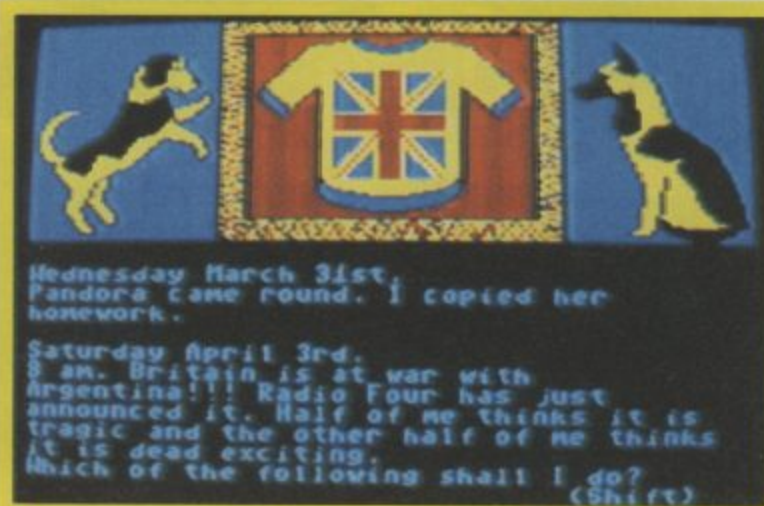 Wednesday March 31st.
Pandora came round. I copied her
homework.
Saturday April 3rd.
8 am. Britain is at war with
Argentina!!! Radio Four has just
announced it. Half of me thinks it is
tragic and the other half of me thinks
it is dead exciting.
Which of the following shall I do?
(Shift)